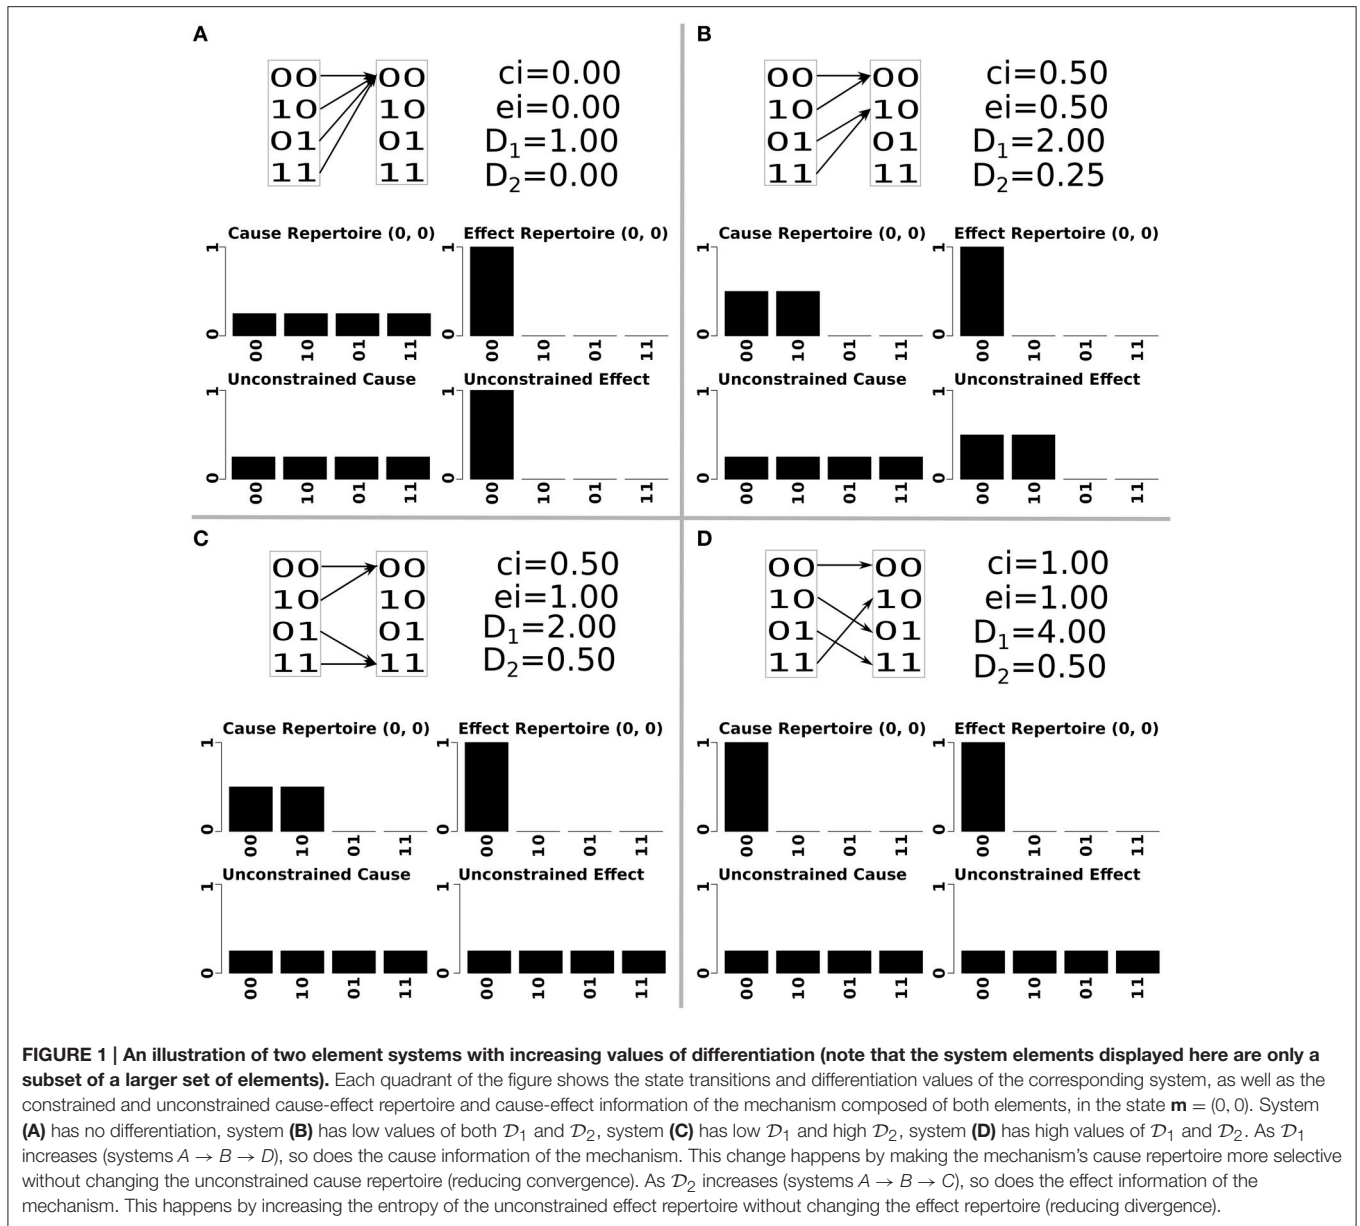 A
00 00
10 10
01 01
11 11
ci=0.00
ei=0.00
D1=1.00
D2=0.00
Cause Repertoire (0, 0)
1
0
00 10 01 11
Effect Repertoire (0, 0)
1
0
00 10 01 11
Unconstrained Cause
1
0
00 10 01 11
Unconstrained Effect
1
0
00 10 01 11
B
00 00
10 10
01 01
11 11
ci=0.50
ei=0.50
D1=2.00
D2=0.25
Cause Repertoire (0, 0)
1
0
00 10 01 11
Effect Repertoire (0, 0)
1
0
00 10 01 11
Unconstrained Cause
1
0
00 10 01 11
Unconstrained Effect
1
0
00 10 01 11
C
00 00
10 10
01 01
11 11
ci=0.50
ei=1.00
D1=2.00
D2=0.50
Cause Repertoire (0, 0)
1
0
00 10 01 11
Effect Repertoire (0, 0)
1
0
00 10 01 11
Unconstrained Cause
1
0
00 10 01 11
Unconstrained Effect
1
0
00 10 01 11
D
00 00
10 10
01 01
11 11
ci=1.00
ei=1.00
D1=4.00
D2=0.50
Cause Repertoire (0, 0)
1
0
00 10 01 11
Effect Repertoire (0, 0)
1
0
00 10 01 11
Unconstrained Cause
1
0
00 10 01 11
Unconstrained Effect
1
0
00 10 01 11
FIGURE 1 | An illustration of two element systems with increasing values of differentiation (note that the system elements displayed here are only a
subset of a larger set of elements). Each quadrant of the figure shows the state transitions and differentiation values of the corresponding system, as well as the
constrained and unconstrained cause-effect repertoire and cause-effect information of the mechanism composed of both elements, in the state m = (0, 0). System
(A) has no differentiation, system (B) has low values of both D1 and D2, system (C) has low D1 and high D2, system (D) has high values of D1 and D2. As D1
increases (systems A → B → D), so does the cause information of the mechanism. This change happens by making the mechanism's cause repertoire more selective
without changing the unconstrained cause repertoire (reducing convergence). As D2 increases (systems A → B → C), so does the effect information of the
mechanism. This happens by increasing the entropy of the unconstrained effect repertoire without changing the effect repertoire (reducing divergence).